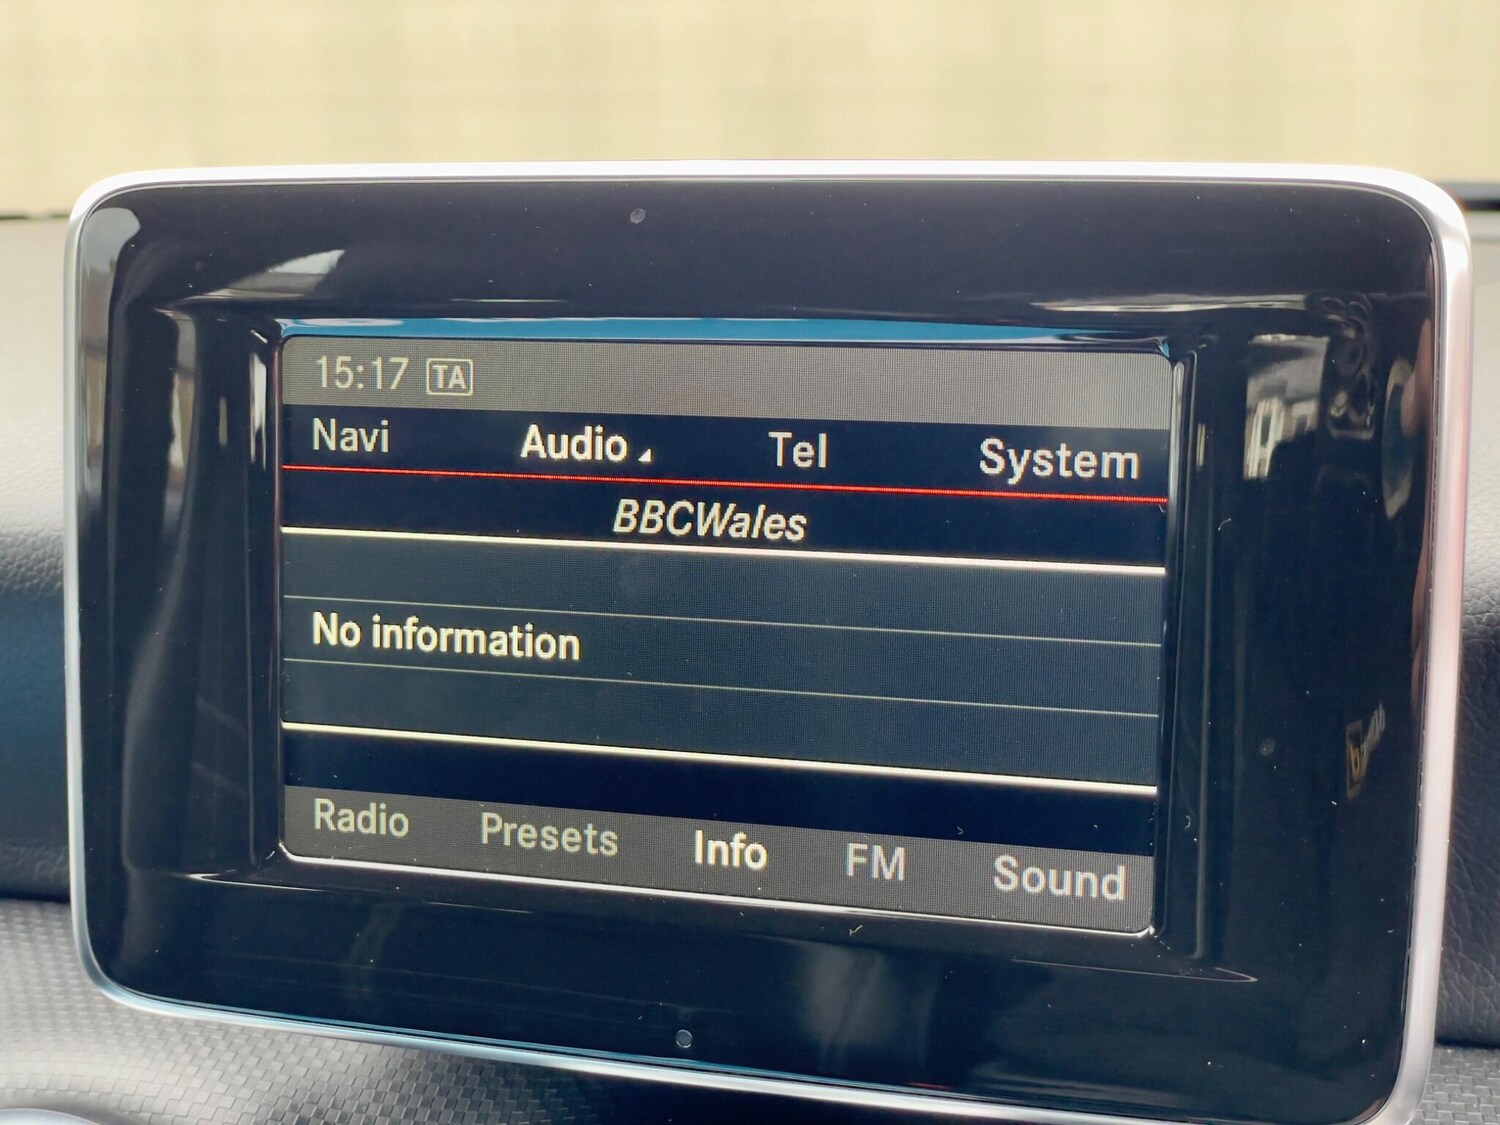 15:17 TA
Navi Audio Tel System
BBCWales
No information
Radio Presets Info FM Sound